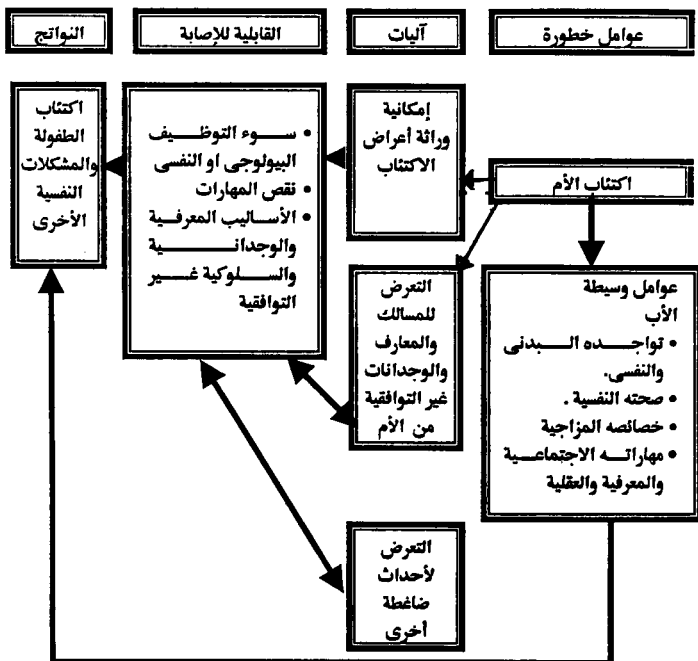 عوامل خطورة
آليات
القابلية للإصابة
النواتج
اكتئاب الأم
عوامل وسيطة
الأب
• تواجده البدنى
والنفسى.
• صحته النفسية .
• خصائصه المزاجية
• مهاراته الاجتماعية
والمعرفية والعقلية
إمكانية
وراثة أعراض
الاكتئاب
التعرض
للمسالك
والمعارف
والوجدانات
غير التوافقية
من الأم
التعرض
لأحداث
ضاغطة
أخرى
• سوء التوظيف
البيولوجى او النفسى
• نقص المهارات
• الأساليب المعرفية
والوجدانية
والسلوكية غير
التوافقية
اكتئاب
الطفولة
والمشكلات
النفسية
الأخرى